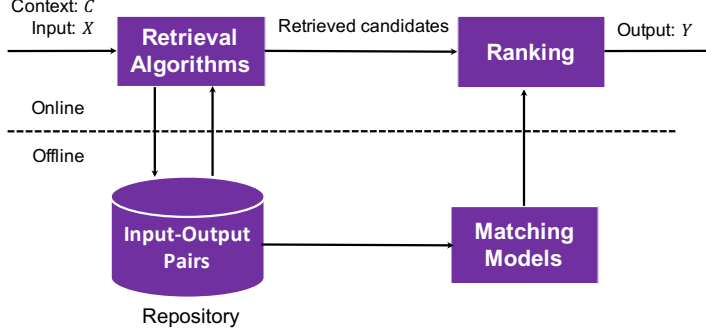 Context: C
Input: X
Retrieval
Algorithms
Retrieved candidates
Ranking
Output: Y
Online
Offline
Input-Output
Pairs
Matching
Models
Repository